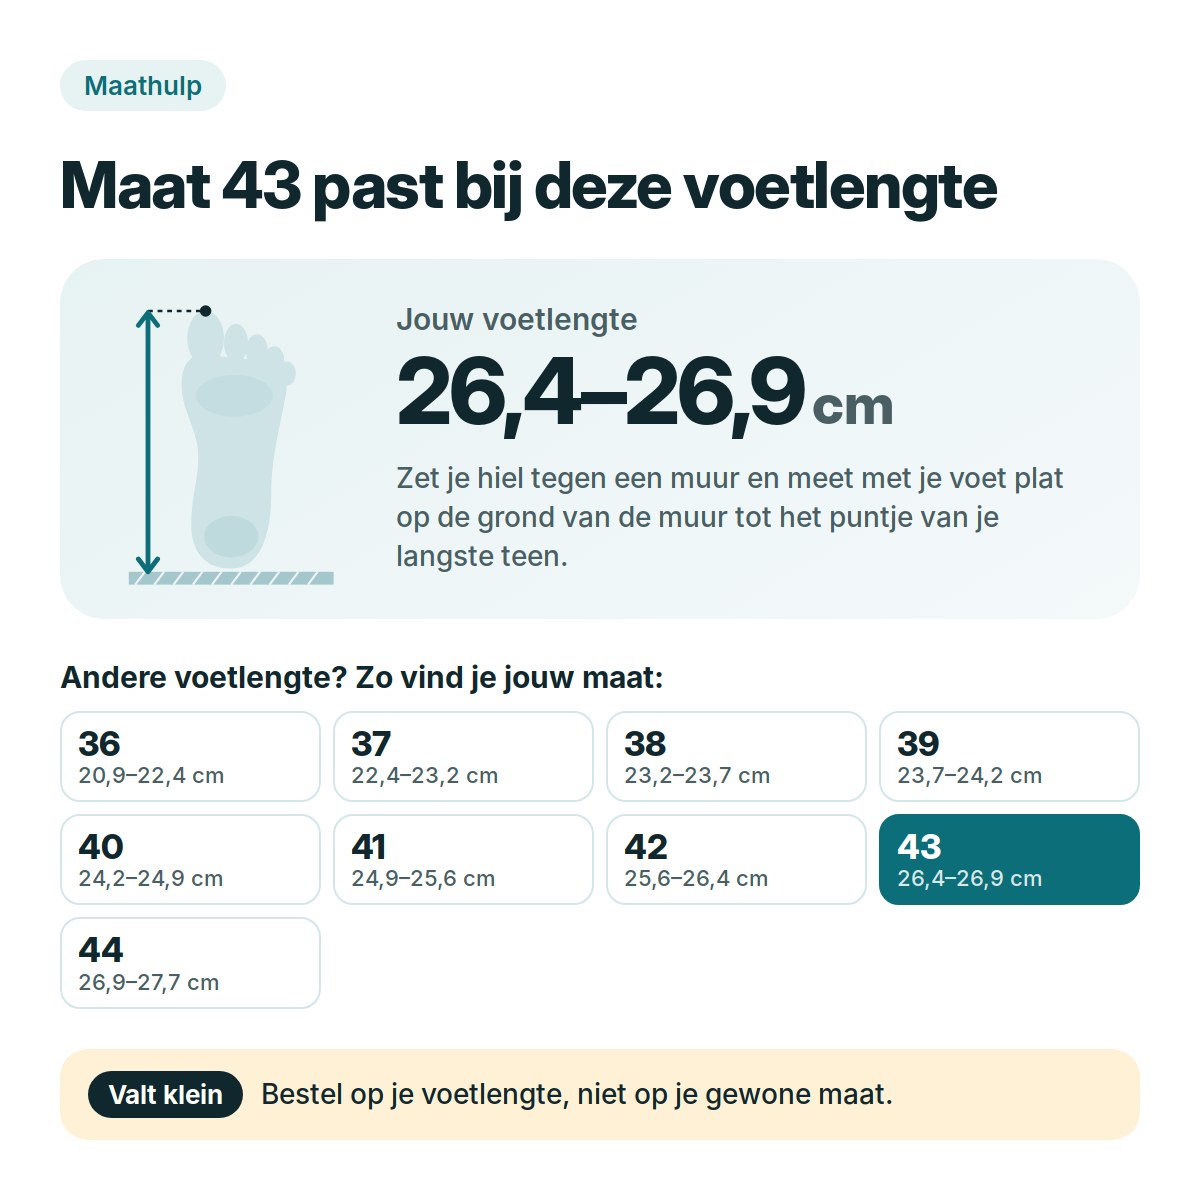 Maathulp
Maat 43 past bij deze voetlengte
Jouw voetlengte
26,4–26,9 cm
Zet je hiel tegen een muur en meet met je voet plat
op de grond van de muur tot het puntje van je
langste teen.
Andere voetlengte? Zo vind je jouw maat:
36
20,9–22,4 cm
37
22,4–23,2 cm
38
23,2–23,7 cm
39
23,7–24,2 cm
40
24,2–24,9 cm
41
24,9–25,6 cm
42
25,6–26,4 cm
43
26,4–26,9 cm
44
26,9–27,7 cm
Valt klein Bestel op je voetlengte, niet op je gewone maat.